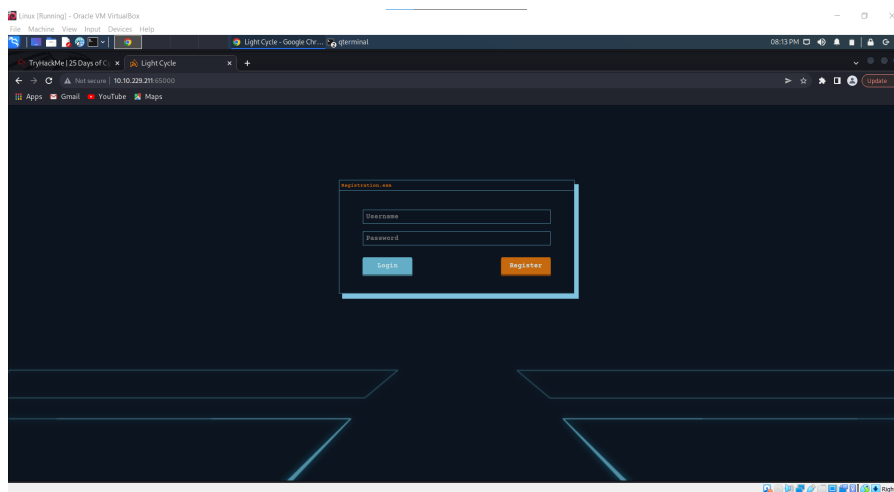 Linux [Running] - Oracle VM VirtualBox
File Machine View Input Devices Help
Light Cycle - Google Chr... qterminal 08:13 PM
TryHackMe | 25 Days of C Light Cycle
Not secure | 10.10.229.211:65000 Update
Apps Gmail YouTube Maps
Registration.exe
Username
Password
Login Register
Righ